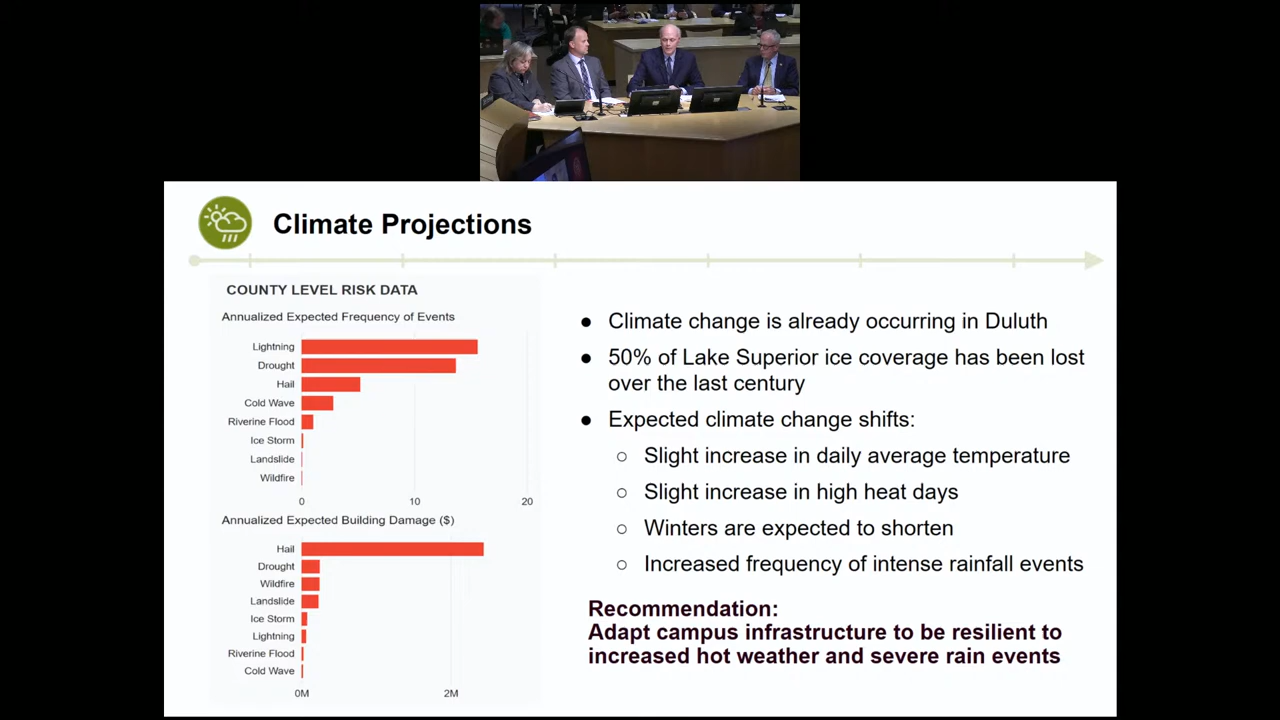 Climate Projections
COUNTY LEVEL RISK DATA
Annualized Expected Frequency of Events
Lightning
Drought
Hail
Cold Wave
Riverine Flood
Ice Storm
Landslide
Wildfire
0 10 20
Annualized Expected Building Damage ($)
Hail
Drought
Wildfire
Landslide
Ice Storm
Lightning
Riverine Flood
Cold Wave
0M 2M
● Climate change is already occurring in Duluth
● 50% of Lake Superior ice coverage has been lost
over the last century
● Expected climate change shifts:
○ Slight increase in daily average temperature
○ Slight increase in high heat days
○ Winters are expected to shorten
○ Increased frequency of intense rainfall events
Recommendation:
Adapt campus infrastructure to be resilient to
increased hot weather and severe rain events